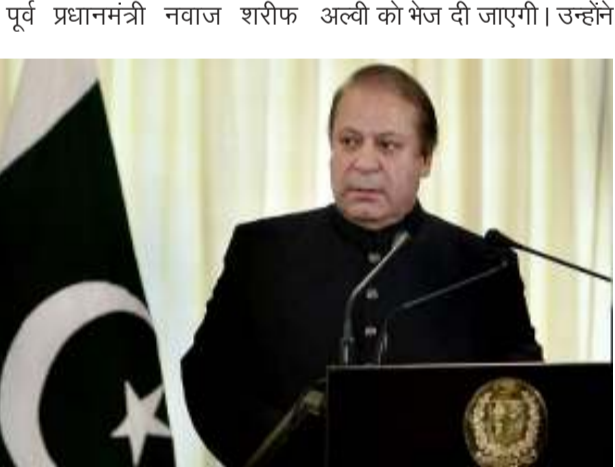 पूर्व प्रधानमंत्री नवाज शरीफ अल्वी को भेज दी जाएगी। उन्होंने